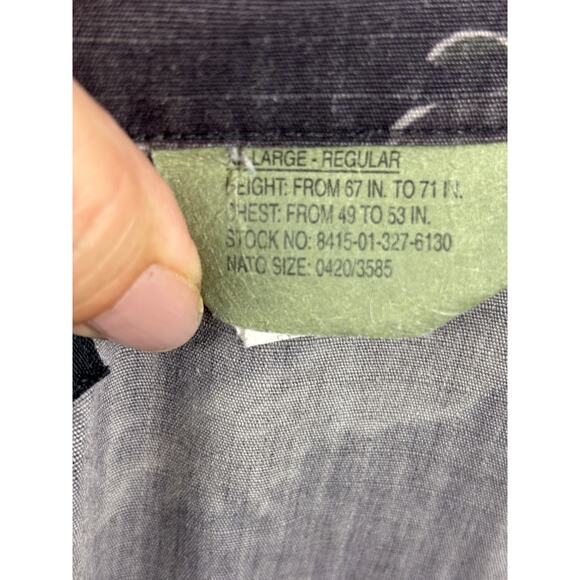 LARGE - REGULAR
HEIGHT: FROM 67 IN. TO 71 IN.
CHEST: FROM 49 TO 53 IN.
STOCK NO: 8415-01-327-6130
NATO SIZE: 0420/3585